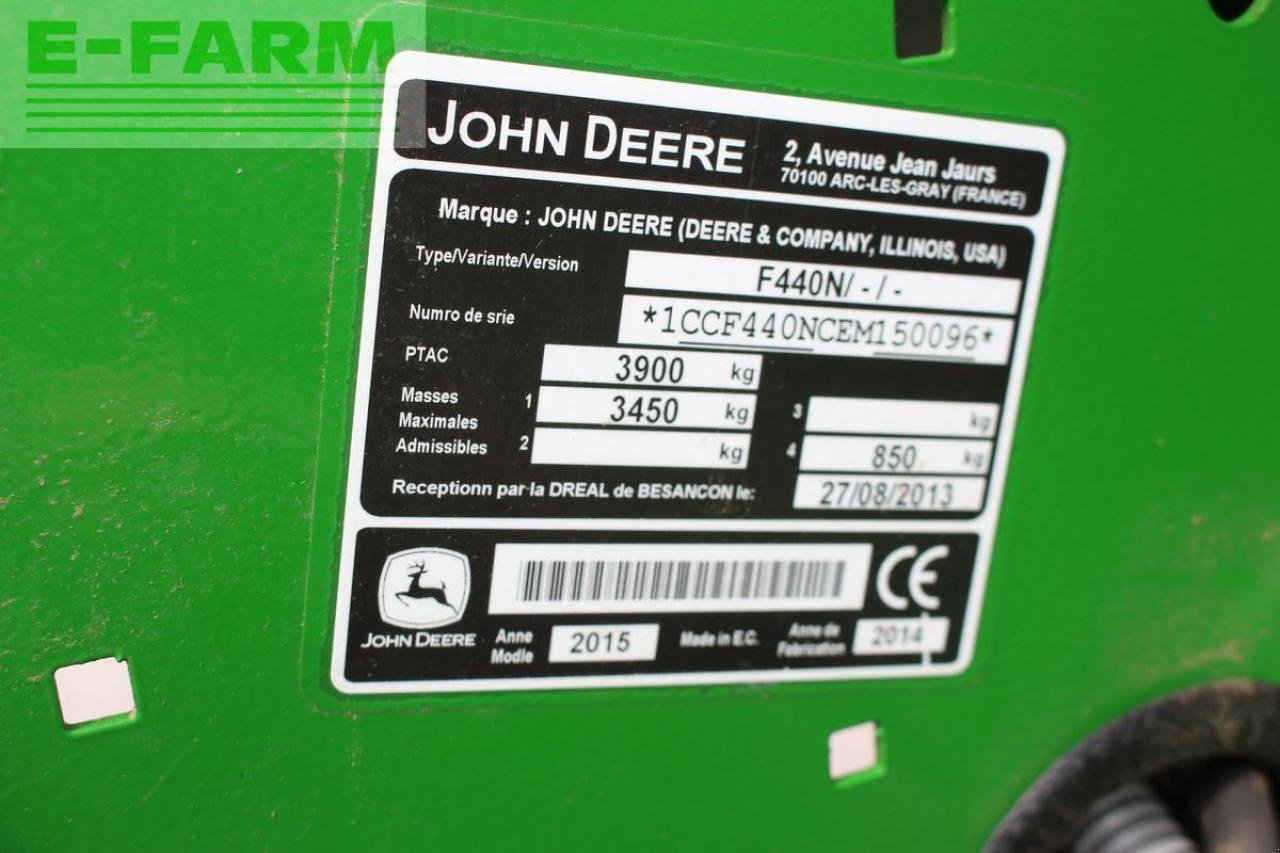 E-FARM
JOHN DEERE
2, Avenue Jean Jaurs
70100 ARC-LES-GRAY (FRANCE)
Marque : JOHN DEERE (DEERE & COMPANY, ILLINOIS, USA)
Type/Variante/Version F440N/ - / -
Numro de srie *1CCF440NCEM150096*
PTAC 3900 kg
Masses Maximales Admissibles
1 3450 kg
2 kg
3 kg
4 850 kg
Receptionn par la DREAL de BESANCON le: 27/08/2013
JOHN DEERE
Anne Modle 2015
Made in E.C.
Anne de Fabrication 2014
CE